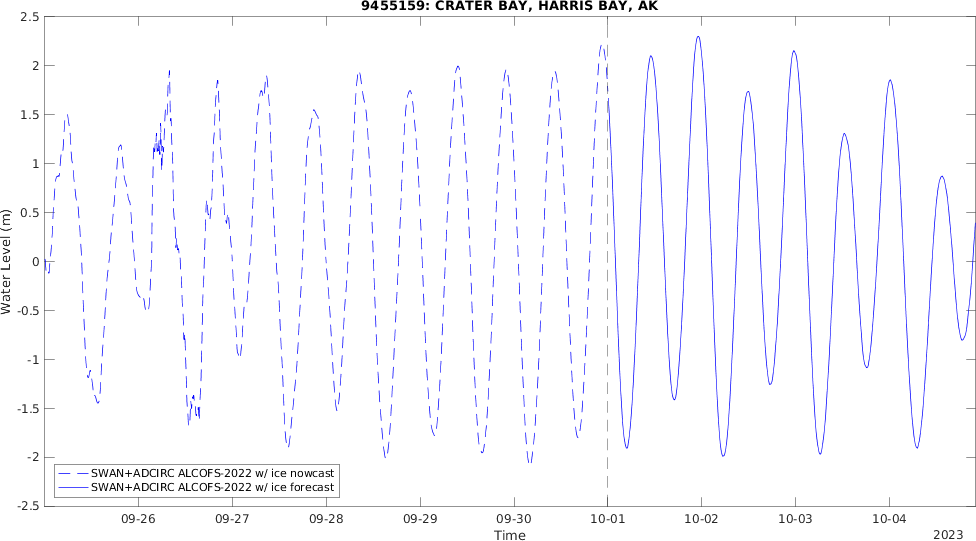 9455159: CRATER BAY, HARRIS BAY, AK
2.5
2
1.5
1
0.5
0
-0.5
-1
-1.5
-2
-2.5
Water Level (m)
SWAN+ADCIRC ALCOFS-2022 w/ ice nowcast
SWAN+ADCIRC ALCOFS-2022 w/ ice forecast
09-26 09-27 09-28 09-29 09-30 10-01 10-02 10-03 10-04
Time
2023